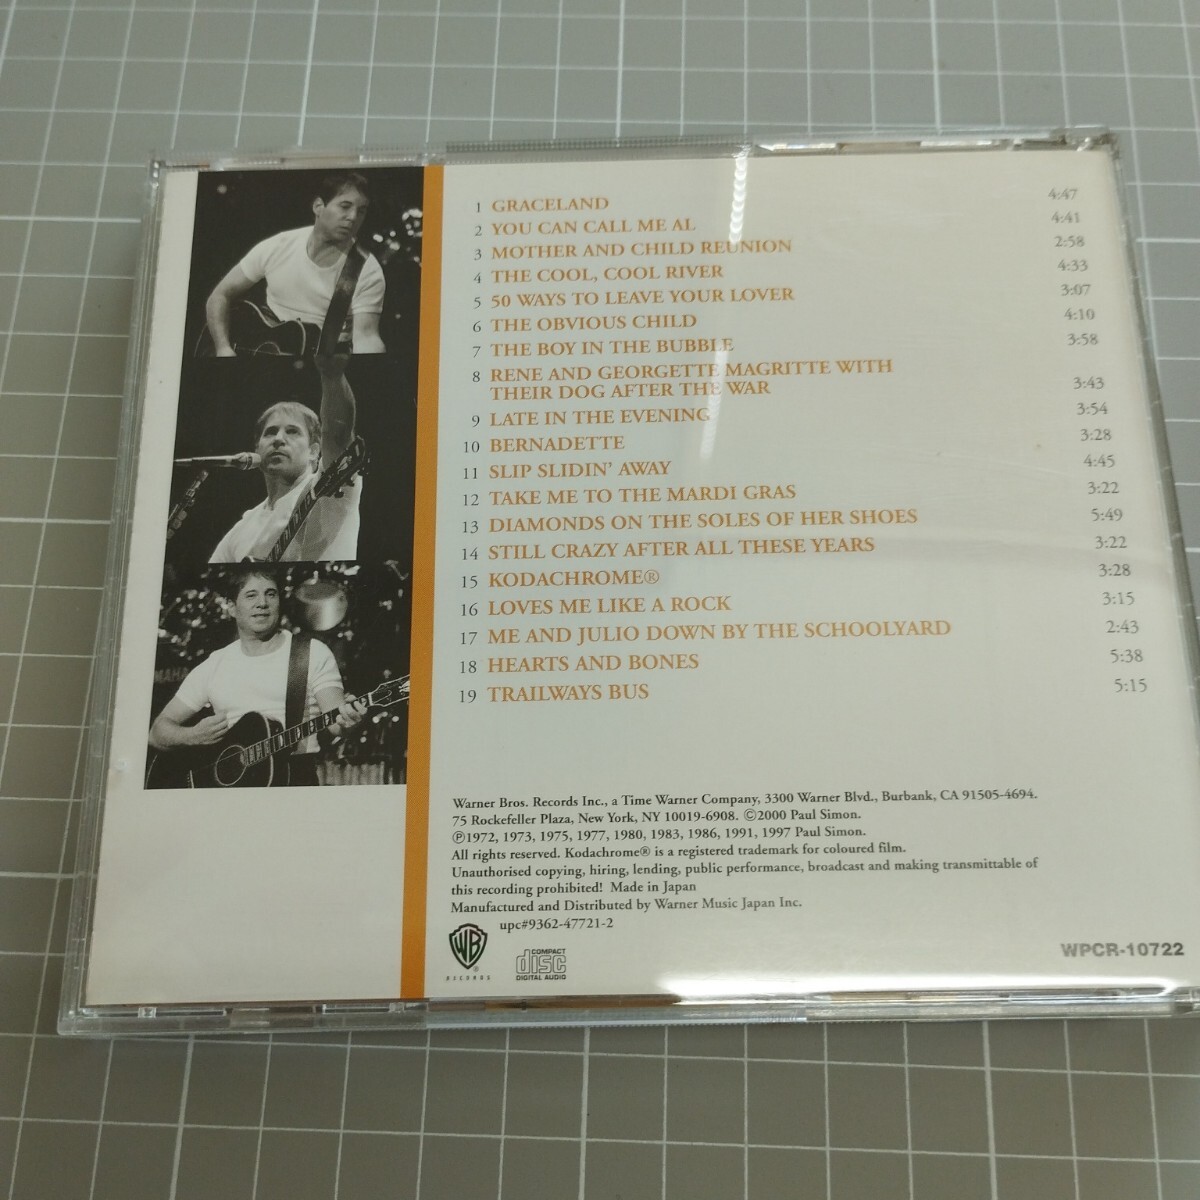 1 GRACELAND 4:47
2 YOU CAN CALL ME AL 4:41
3 MOTHER AND CHILD REUNION 2:58
4 THE COOL, COOL RIVER 4:33
5 50 WAYS TO LEAVE YOUR LOVER 3:07
6 THE OBVIOUS CHILD 4:10
7 THE BOY IN THE BUBBLE 3:58
8 RENE AND GEORGETTE MAGRITTE WITH
THEIR DOG AFTER THE WAR 3:43
9 LATE IN THE EVENING 3:54
10 BERNADETTE 3:28
11 SLIP SLIDIN' AWAY 4:45
12 TAKE ME TO THE MARDI GRAS 3:22
13 DIAMONDS ON THE SOLES OF HER SHOES 5:49
14 STILL CRAZY AFTER ALL THESE YEARS 3:22
15 KODACHROME® 3:28
16 LOVES ME LIKE A ROCK 3:15
17 ME AND JULIO DOWN BY THE SCHOOLYARD 2:43
18 HEARTS AND BONES 5:38
19 TRAILWAYS BUS 5:15
Warner Bros. Records Inc., a Time Warner Company, 3300 Warner Blvd., Burbank, CA 91505-4694.
75 Rockefeller Plaza, New York, NY 10019-6908. ©2000 Paul Simon.
℗1972, 1973, 1975, 1977, 1980, 1983, 1986, 1991, 1997 Paul Simon.
All rights reserved. Kodachrome® is a registered trademark for coloured film.
Unauthorised copying, hiring, lending, public performance, broadcast and making transmittable of
this recording prohibited! Made in Japan
Manufactured and Distributed by Warner Music Japan Inc.
upc#9362-47721-2
WB
®
RECORDS
COMPACT
disc
DIGITAL AUDIO
WPCR-10722
MAHA